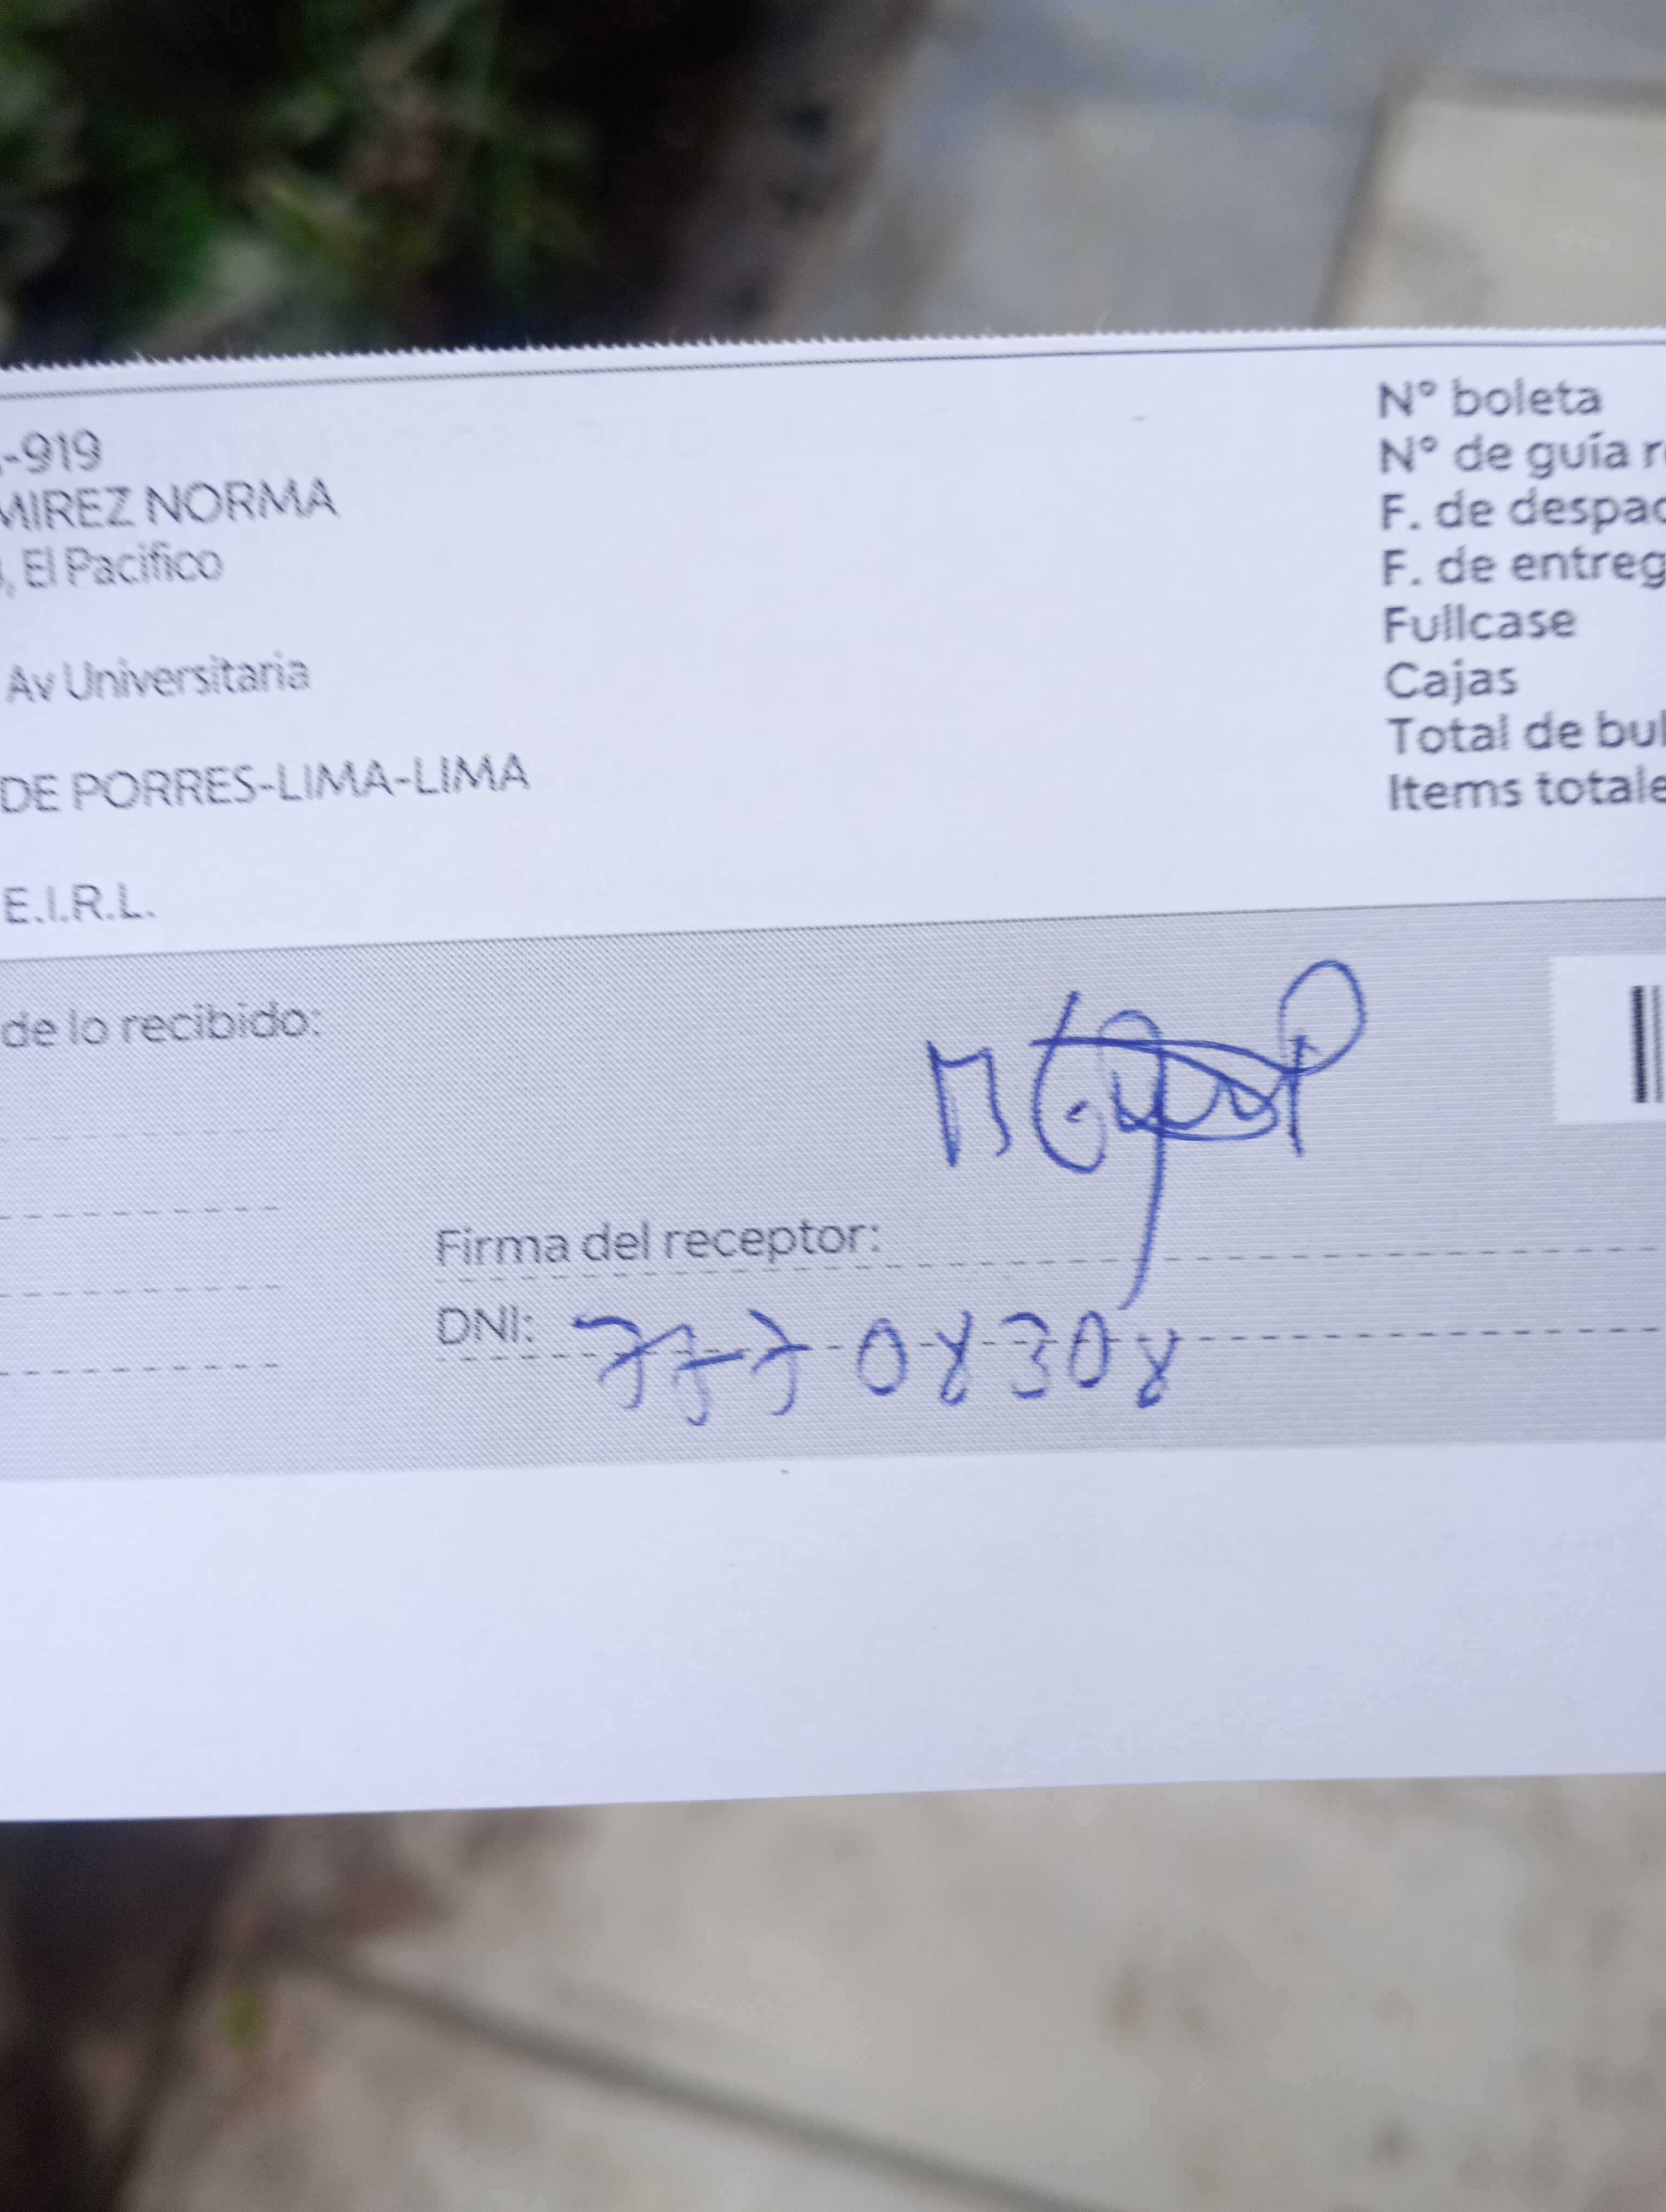 -919
MIREZ NORMA
, El Pacifico
Av Universitaria
DE PORRES-LIMA-LIMA
E.I.R.L.
N° boleta
N° de guía r
F. de despac
F. de entreg
Fullcase
Cajas
Total de bul
Items totale
de lo recibido:
Firma del receptor:
DNI: 77708308